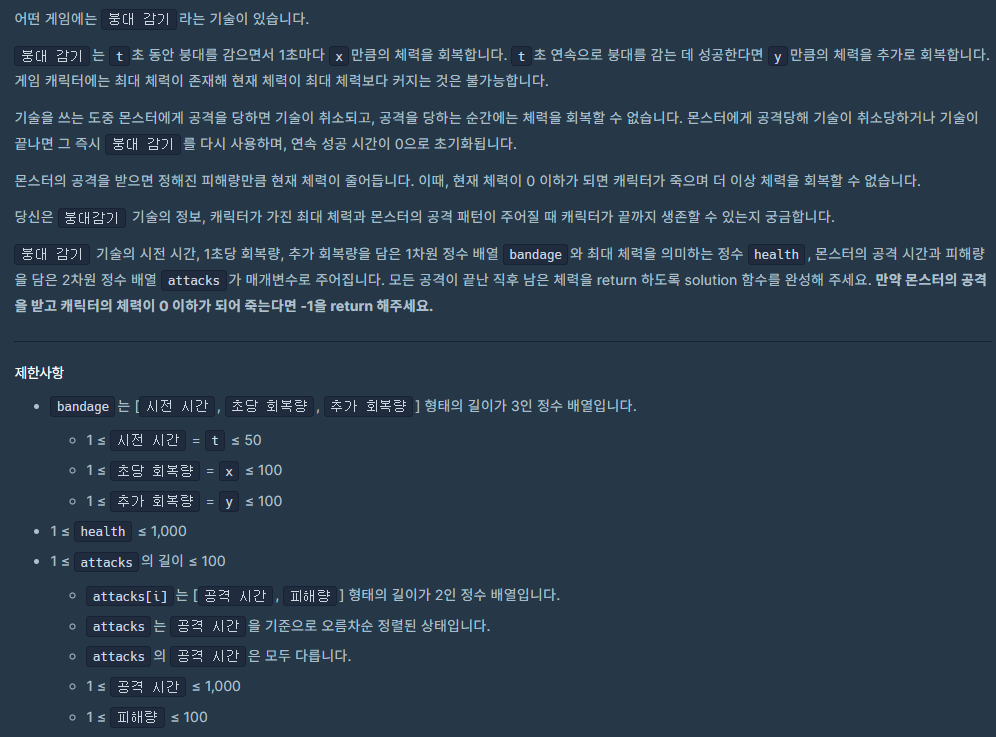 어떤 게임에는 붕대 감기 라는 기술이 있습니다.
붕대 감기 는 t 초 동안 붕대를 감으면서 1초마다 x 만큼의 체력을 회복합니다. t 초 연속으로 붕대를 감는 데 성공한다면 y 만큼의 체력을 추가로 회복합니다.
게임 캐릭터에는 최대 체력이 존재해 현재 체력이 최대 체력보다 커지는 것은 불가능합니다.
기술을 쓰는 도중 몬스터에게 공격을 당하면 기술이 취소되고, 공격을 당하는 순간에는 체력을 회복할 수 없습니다. 몬스터에게 공격당해 기술이 취소당하거나 기술이
끝나면 그 즉시 붕대 감기 를 다시 사용하며, 연속 성공 시간이 0으로 초기화됩니다.
몬스터의 공격을 받으면 정해진 피해량만큼 현재 체력이 줄어듭니다. 이때, 현재 체력이 0 이하가 되면 캐릭터가 죽으며 더 이상 체력을 회복할 수 없습니다.
당신은 붕대감기 기술의 정보, 캐릭터가 가진 최대 체력과 몬스터의 공격 패턴이 주어질 때 캐릭터가 끝까지 생존할 수 있는지 궁금합니다.
붕대 감기 기술의 시전 시간, 1초당 회복량, 추가 회복량을 담은 1차원 정수 배열 bandage 와 최대 체력을 의미하는 정수 health , 몬스터의 공격 시간과 피해량
을 담은 2차원 정수 배열 attacks 가 매개변수로 주어집니다. 모든 공격이 끝난 직후 남은 체력을 return 하도록 solution 함수를 완성해 주세요. 만약 몬스터의 공격
을 받고 캐릭터의 체력이 0 이하가 되어 죽는다면 -1을 return 해주세요.
제한사항
• bandage 는 [ 시전 시간 , 초당 회복량 , 추가 회복량 ] 형태의 길이가 3인 정수 배열입니다.
◦ 1 ≤ 시전 시간 = t ≤ 50
◦ 1 ≤ 초당 회복량 = x ≤ 100
◦ 1 ≤ 추가 회복량 = y ≤ 100
• 1 ≤ health ≤ 1,000
• 1 ≤ attacks 의 길이 ≤ 100
◦ attacks[i] 는 [ 공격 시간 , 피해량 ] 형태의 길이가 2인 정수 배열입니다.
◦ attacks 는 공격 시간 을 기준으로 오름차순 정렬된 상태입니다.
◦ attacks 의 공격 시간 은 모두 다릅니다.
◦ 1 ≤ 공격 시간 ≤ 1,000
◦ 1 ≤ 피해량 ≤ 100